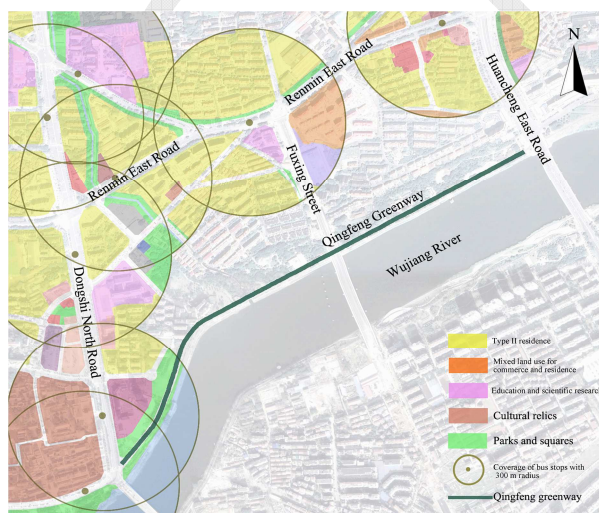 N
Renmin East Road
Huancheng East Road
Renmin East Road
Fuxing Street
Qingfeng Greenway
Wujiang River
Dongshi North Road
Type II residence
Mixed land use for
commerce and residence
Education and scientific research
Cultural relics
Parks and squares
Coverage of bus stops with
300 m radius
Qingfeng greenway